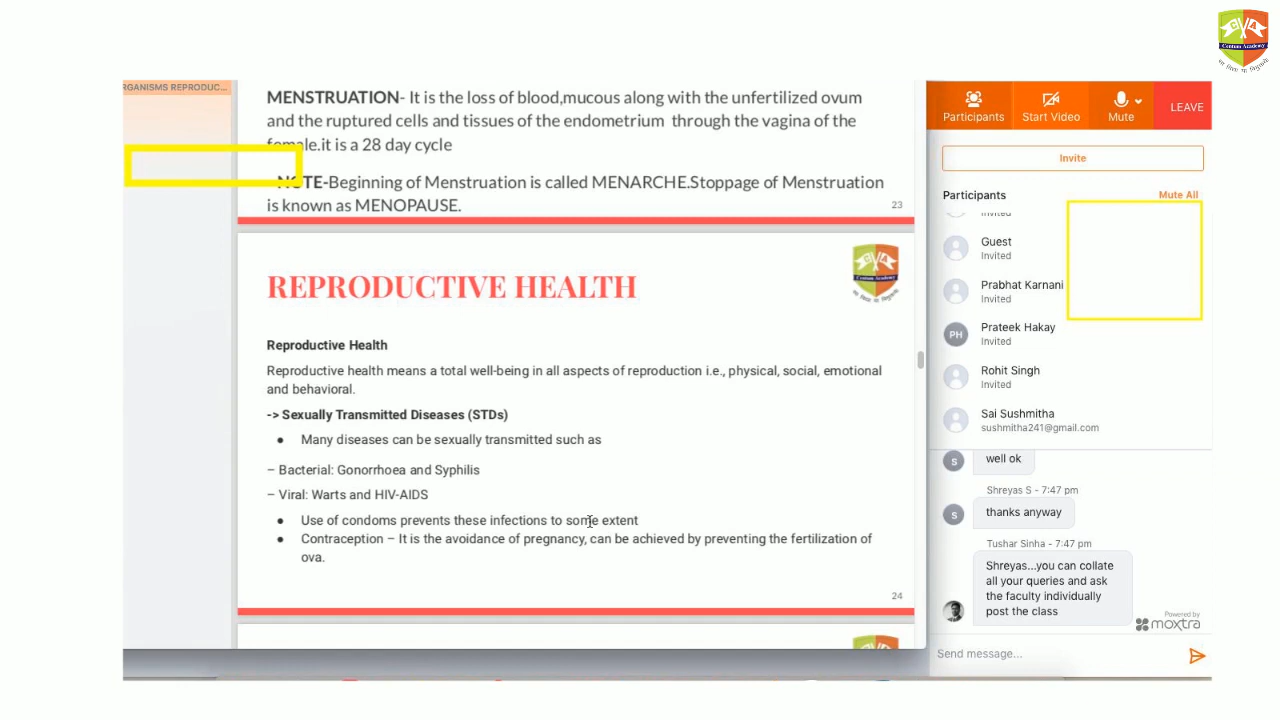 RGANISMS REPRODUC...
MENSTRUATION- It is the loss of blood,mucous along with the unfertilized ovum
and the ruptured cells and tissues of the endometrium through the vagina of the
female.it is a 28 day cycle
NOTE-Beginning of Menstruation is called MENARCHE.Stoppage of Menstruation
is known as MENOPAUSE.
23
REPRODUCTIVE HEALTH
Reproductive Health
Reproductive health means a total well-being in all aspects of reproduction i.e., physical, social, emotional
and behavioral.
-> Sexually Transmitted Diseases (STDs)
● Many diseases can be sexually transmitted such as
– Bacterial: Gonorrhoea and Syphilis
– Viral: Warts and HIV-AIDS
● Use of condoms prevents these infections to some extent
● Contraception – It is the avoidance of pregnancy, can be achieved by preventing the fertilization of
ova.
24
Participants
Start Video
Mute
LEAVE
Invite
Participants
Mute All
Invited
Guest
Invited
Prabhat Karnani
Invited
PH
Prateek Hakay
Invited
Rohit Singh
Invited
Sai Sushmitha
sushmitha241@gmail.com
S
well ok
Shreyas S - 7:47 pm
S
thanks anyway
Tushar Sinha - 7:47 pm
Shreyas...you can collate
all your queries and ask
the faculty individually
post the class
Powered by
moxtra
Send message...
C A
Contum Academy